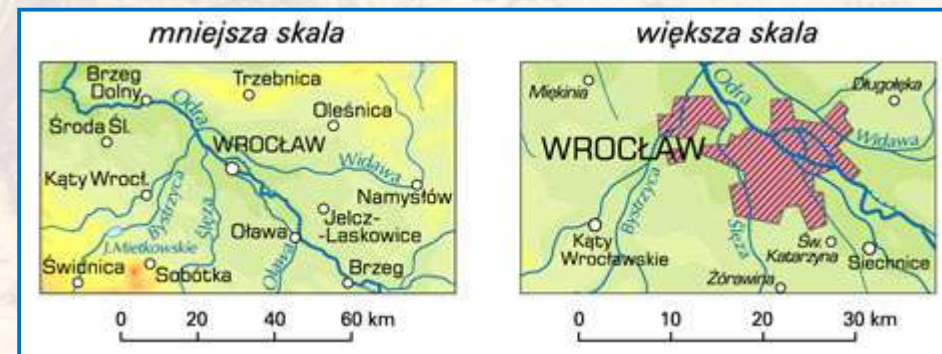 mniejsza skala
Brzeg
Dolny
Trzebnica
Odra
Oleśnica
Środa Śl.
WROCŁAW
Widawa
Kąty Wrocł.
Bystrzyca
Ślęza
Namysłów
Jelcz-
-Laskowice
Oława
J.Mietkowskie
Oława
Świdnica
Sobótka
Brzeg
0 20 40 60 km
większa skala
Odra
Długołęka
Miękinia
Widawa
WROCŁAW
Bystrzyca
Ślęza
Kąty
Wrocławskie
Św.
Katarzyna
Siechnice
Żórawina
0 10 20 30 km